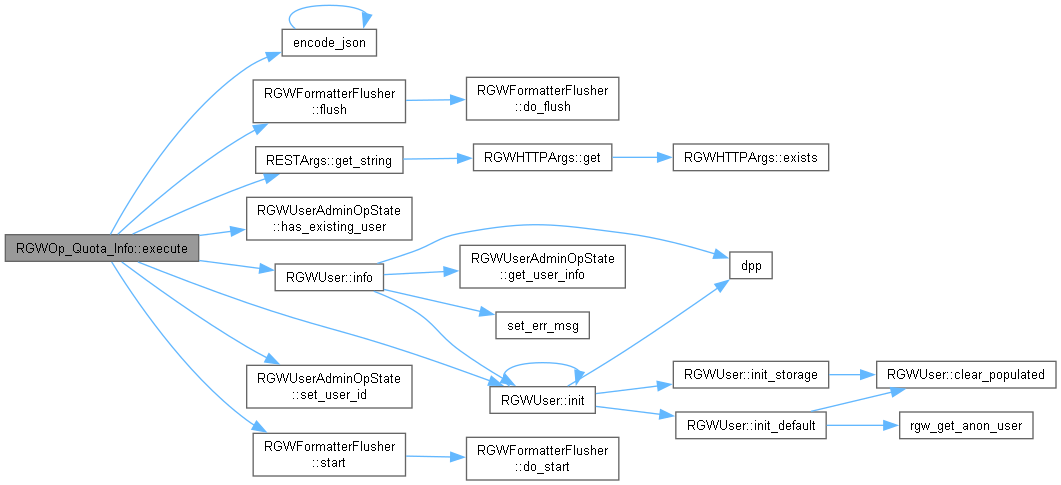 encode_json
RGWFormatterFlusher
::flush
RGWFormatterFlusher
::do_flush
RESTArgs::get_string
RGWHTTPArgs::get
RGWHTTPArgs::exists
RGWUserAdminOpState
::has_existing_user
RGWOp_Quota_Info::execute
RGWUser::info
RGWUserAdminOpState
::get_user_info
dpp
set_err_msg
RGWUserAdminOpState
::set_user_id
RGWUser::init
RGWUser::init_storage
RGWUser::clear_populated
RGWUser::init_default
rgw_get_anon_user
RGWFormatterFlusher
::start
RGWFormatterFlusher
::do_start